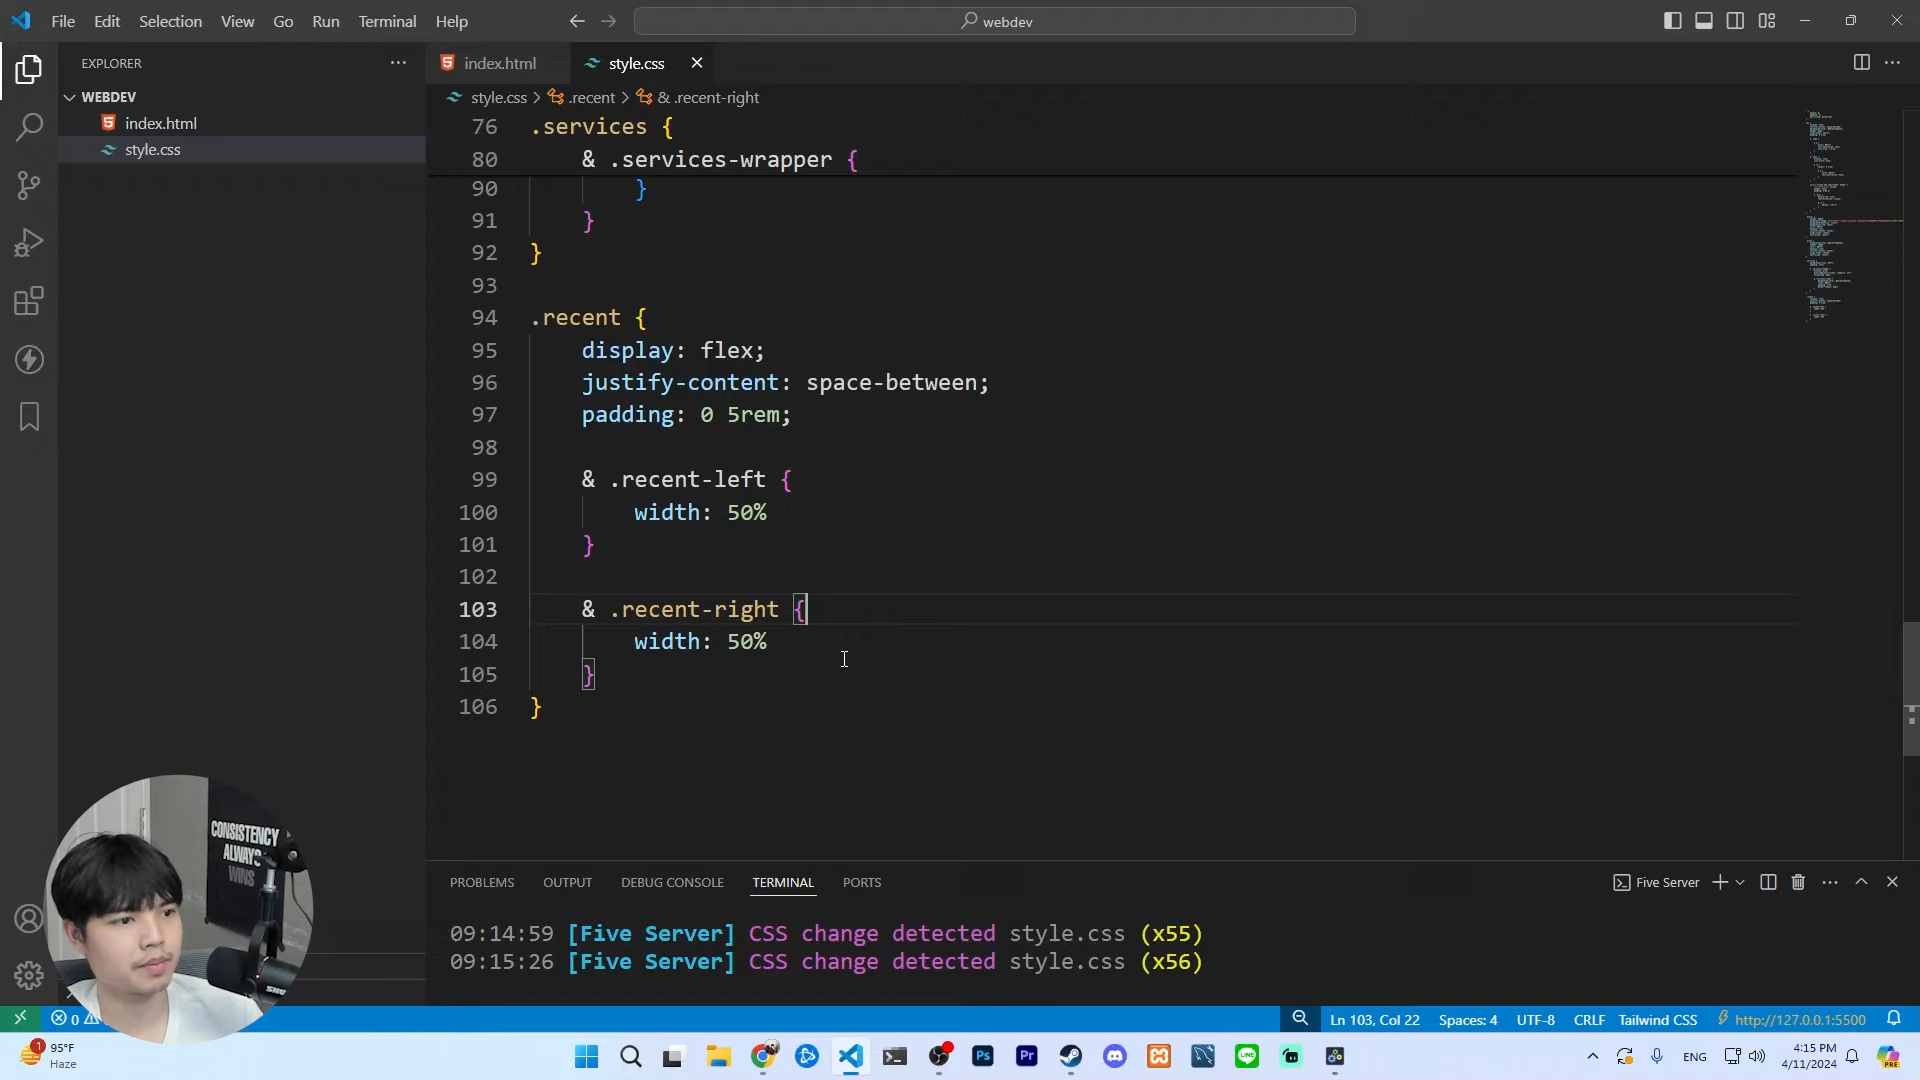 File Edit Selection View Go Run Terminal Help
webdev
EXPLORER
index.html
style.css
WEBDEV
style.css > .recent > & .recent-right
index.html
style.css
76 .services {
80 & .services-wrapper {
90 }
91 }
92 }
93
94 .recent {
95 display: flex;
96 justify-content: space-between;
97 padding: 0 5rem;
98
99 & .recent-left {
100 width: 50%
101 }
102
103 & .recent-right {
104 width: 50%
105 }
106 }
CONSISTENCY
ALWAYS
WINS
PROBLEMS OUTPUT DEBUG CONSOLE TERMINAL PORTS
Five Server
09:14:59 [Five Server] CSS change detected style.css (x55)
09:15:26 [Five Server] CSS change detected style.css (x56)
0
Ln 103, Col 22 Spaces: 4 UTF-8 CRLF Tailwind CSS http://127.0.0.1:5500
1
95°F
Haze
Ps
Pr
LINE
ENG
4:15 PM
4/11/2024
PRE